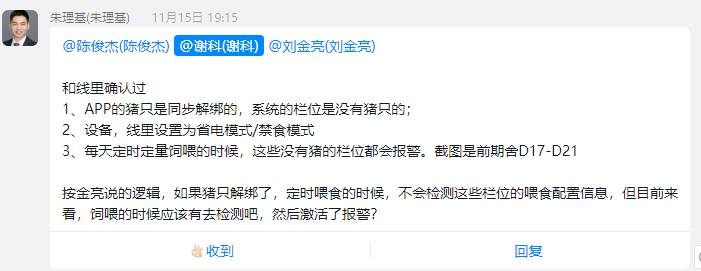 朱理基(朱理基) 11月15日 19:15
@陈俊杰(陈俊杰) @谢科(谢科) @刘金亮(刘金亮)
和线里确认过
1、APP的猪只是同步解绑的，系统的栏位是没有猪只的；
2、设备，线里设置为省电模式/禁食模式
3、每天定时定量饲喂的时候，这些没有猪的栏位都会报警。截图是前期舍D17-D21
按金亮说的逻辑，如果猪只解绑了，定时喂食的时候，不会检测这些栏位的喂食配置信息，但目前来
看，饲喂的时候应该有去检测吧，然后激活了报警？
👌🏻收到 回复